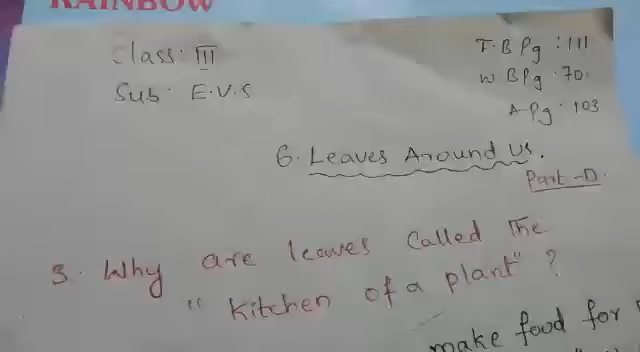 RAINBOW
Class: III
T.B Pg : 111
Sub: E.V.S
W B Pg : 70.
A Pg : 103
6. Leaves Around Us.
Part-D
3. Why are leaves called the
"kitchen of a plant"?
make food for